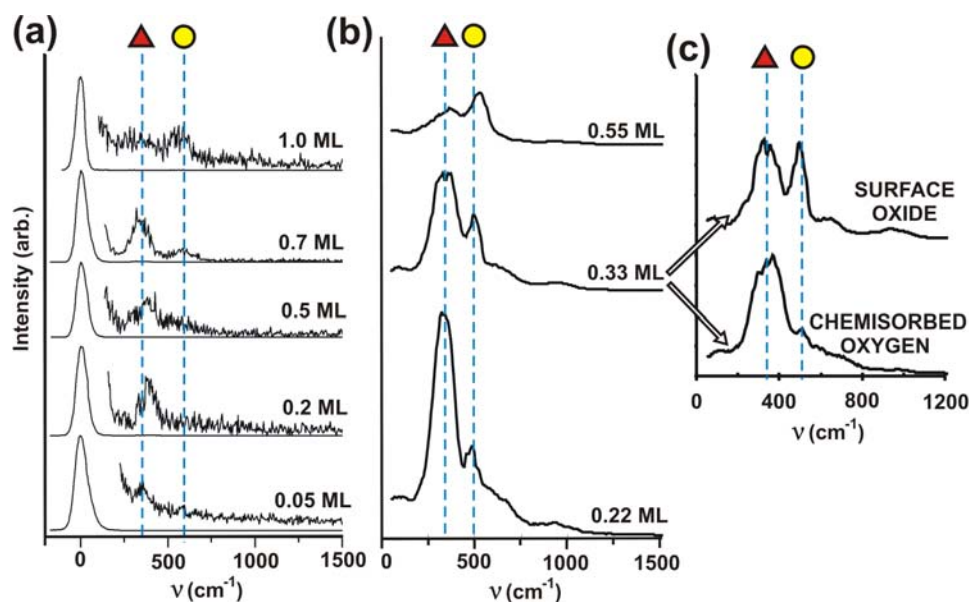 (a)
Intensity (arb.)
1.0 ML
0.7 ML
0.5 ML
0.2 ML
0.05 ML
0 500 1000 1500
ν (cm-1)
(b)
0.55 ML
0.33 ML
0.22 ML
0 500 1000 1500
ν (cm-1)
(c)
SURFACE
OXIDE
CHEMISORBED
OXYGEN
0 400 800 1200
ν (cm-1)